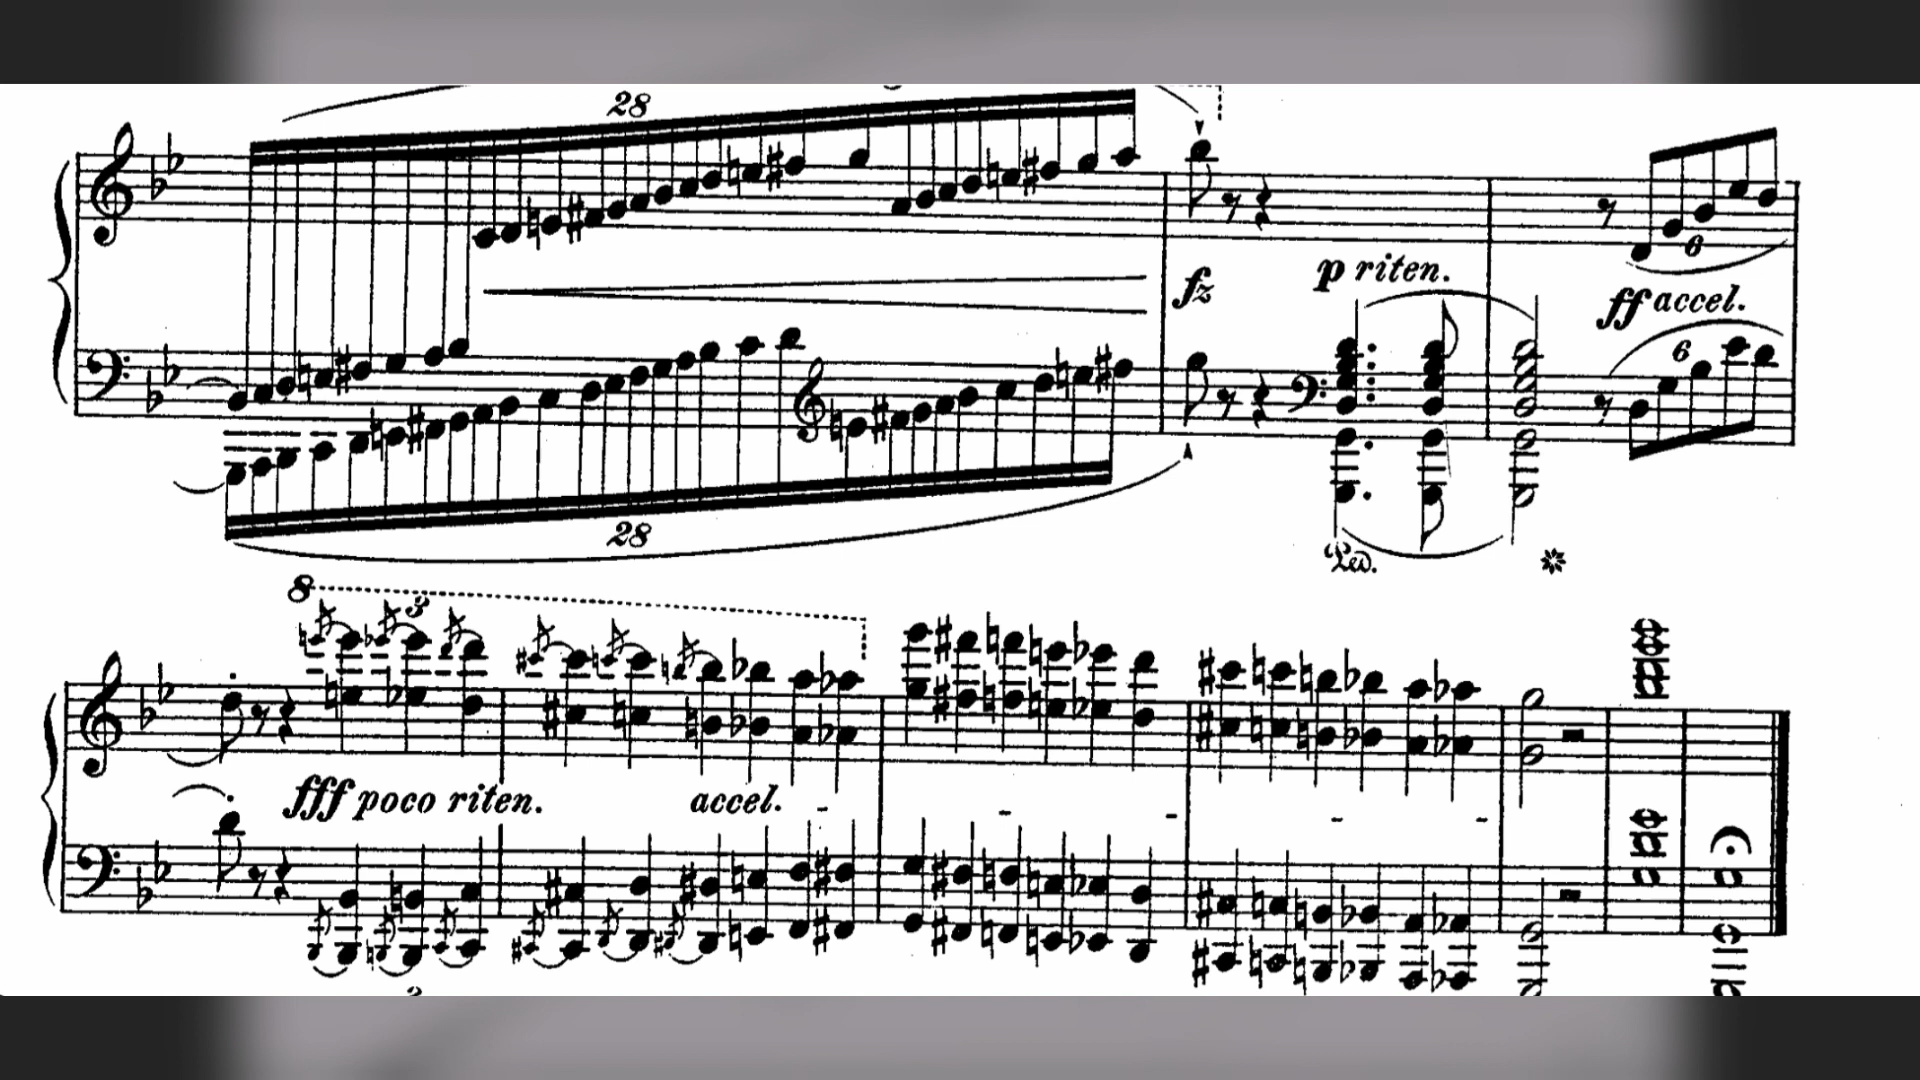 28
fz
p riten.
6
ff accel.
6
28
Ped.
8
3
fff poco riten.
accel.